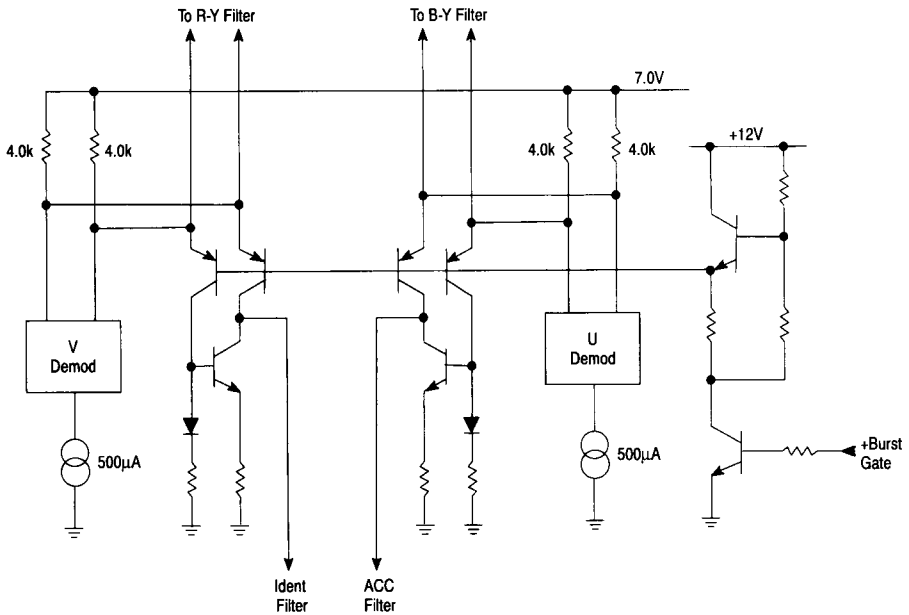 To R-Y Filter
To B-Y Filter
7.0V
+12V
4.0k
4.0k
4.0k
4.0k
V
Demod
U
Demod
500µA
500µA
+Burst
Gate
Ident
Filter
ACC
Filter